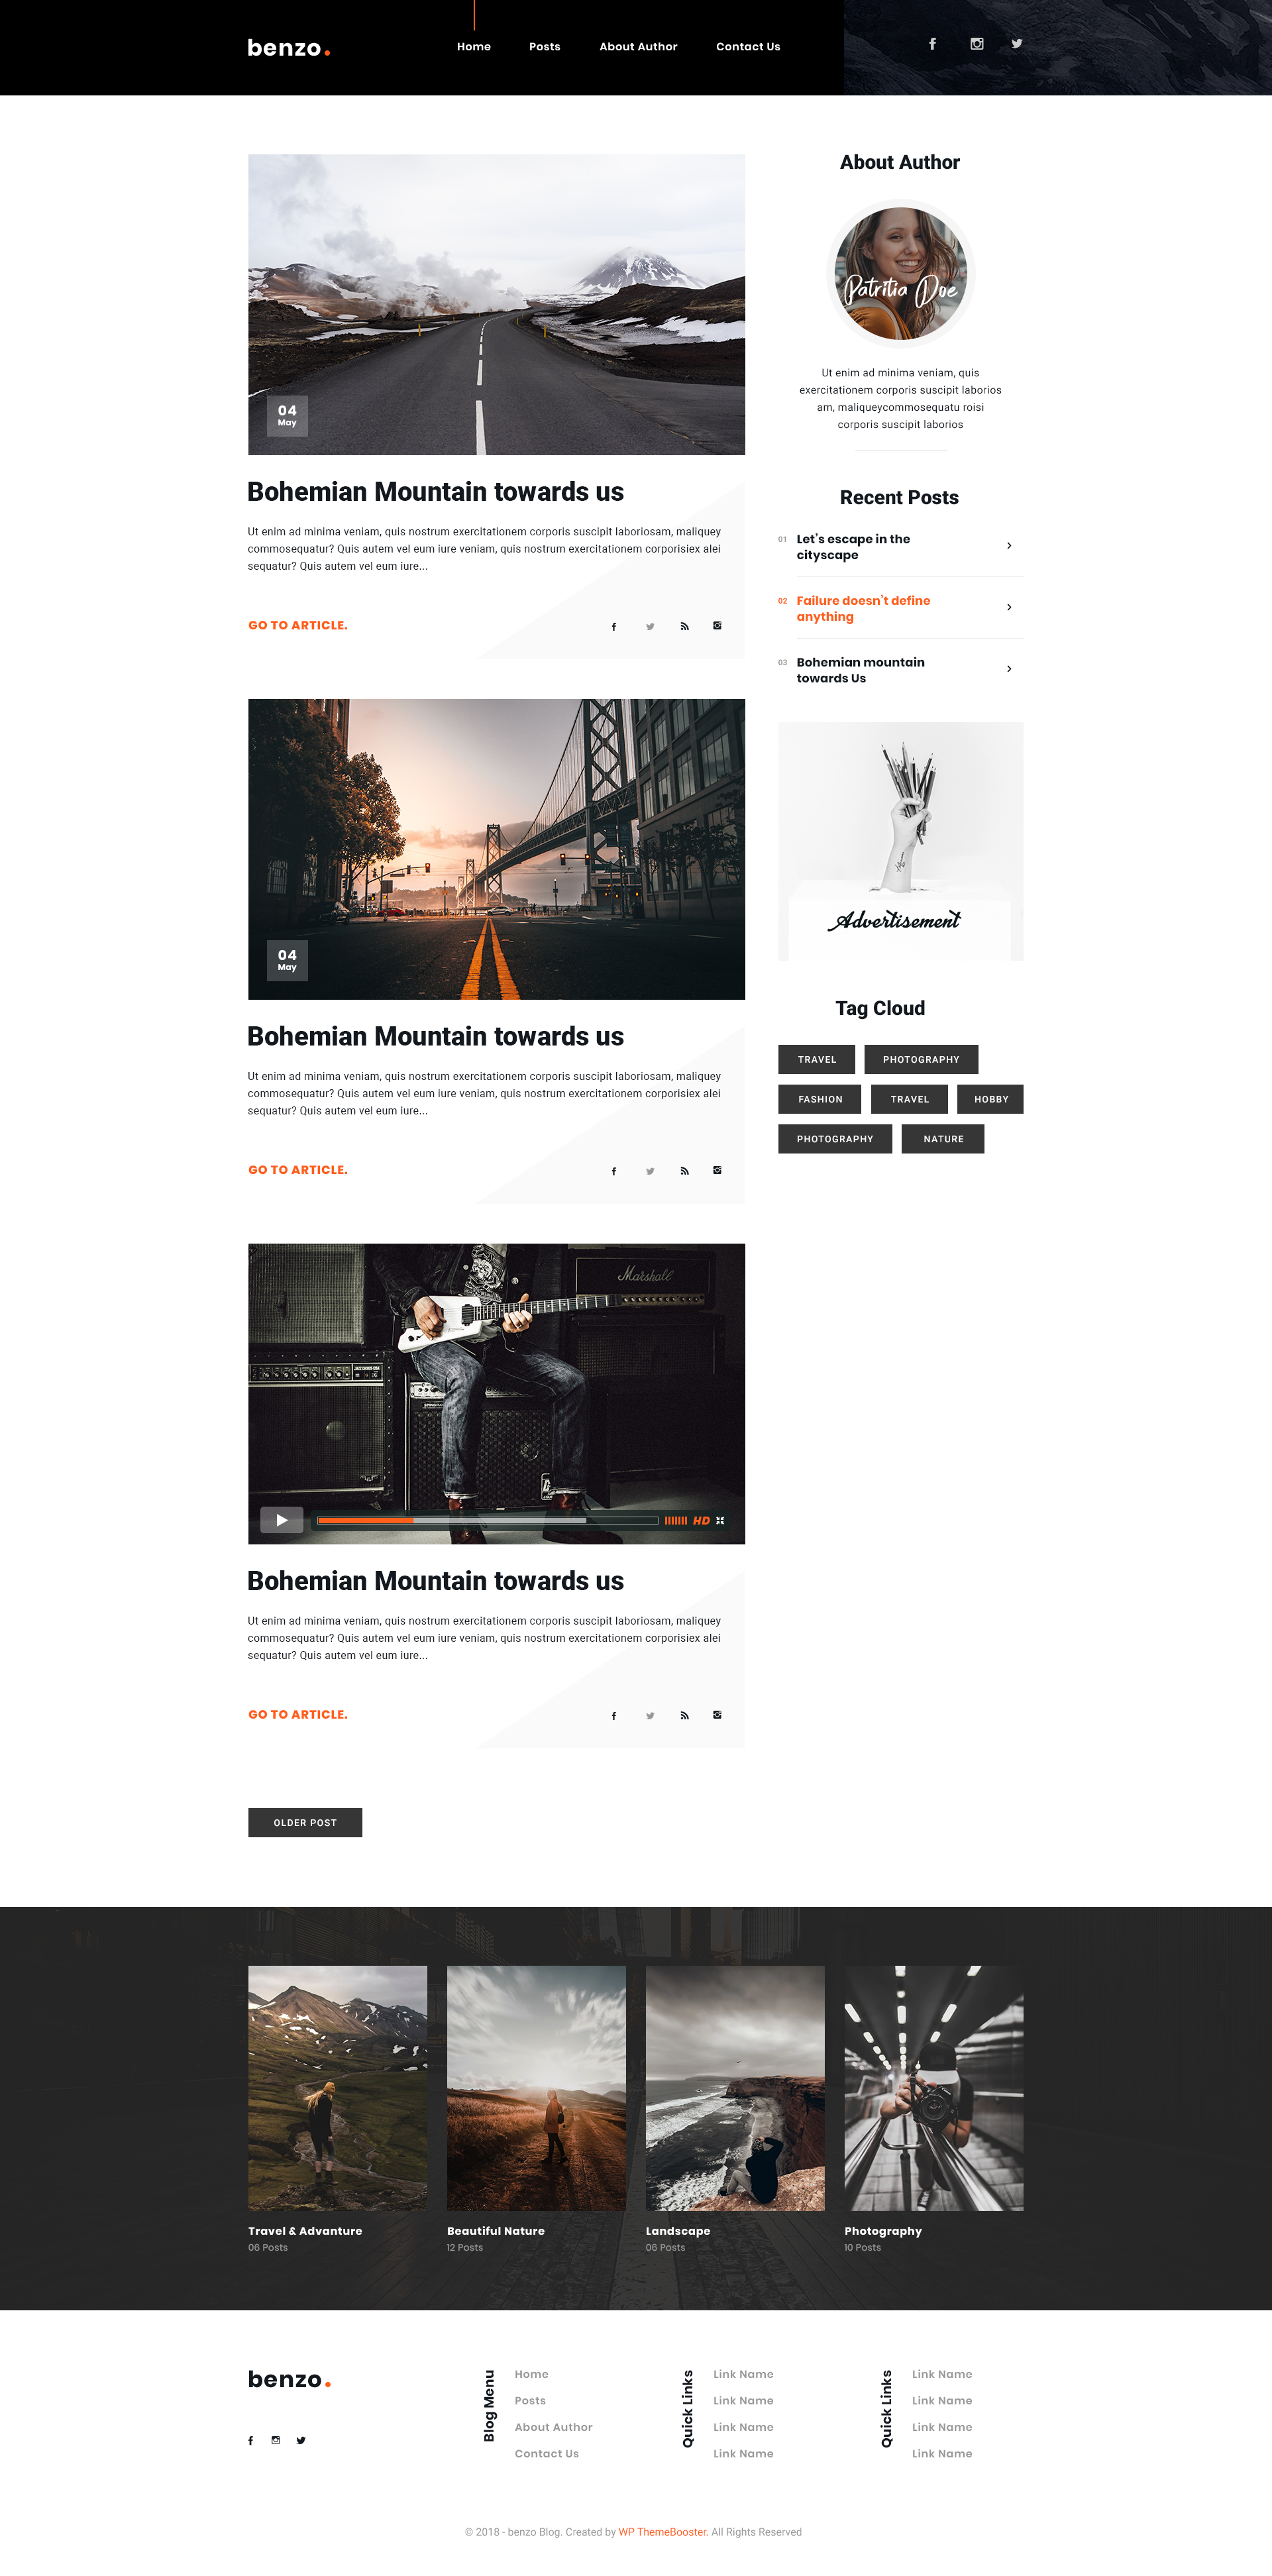 benzo.
Home Posts About Author Contact Us
04
May
Bohemian Mountain towards us
Ut enim ad minima veniam, quis nostrum exercitationem corporis suscipit laboriosam, maliquey
commosequatur? Quis autem vel eum iure veniam, quis nostrum exercitationem corporisiex alei
sequatur? Quis autem vel eum iure...
GO TO ARTICLE.
04
May
Bohemian Mountain towards us
Ut enim ad minima veniam, quis nostrum exercitationem corporis suscipit laboriosam, maliquey
commosequatur? Quis autem vel eum iure veniam, quis nostrum exercitationem corporisiex alei
sequatur? Quis autem vel eum iure...
GO TO ARTICLE.
Marshall
HD
Bohemian Mountain towards us
Ut enim ad minima veniam, quis nostrum exercitationem corporis suscipit laboriosam, maliquey
commosequatur? Quis autem vel eum iure veniam, quis nostrum exercitationem corporisiex alei
sequatur? Quis autem vel eum iure...
GO TO ARTICLE.
OLDER POST
About Author
Patritia Doe
Ut enim ad minima veniam, quis
exercitationem corporis suscipit laborios
am, maliqueycommosequatu roisi
corporis suscipit laborios
Recent Posts
01 Let's escape in the
cityscape
02 Failure doesn't define
anything
03 Bohemian mountain
towards Us
Advertisement
Tag Cloud
TRAVEL PHOTOGRAPHY
FASHION TRAVEL HOBBY
PHOTOGRAPHY NATURE
Travel & Advanture
06 Posts
Beautiful Nature
12 Posts
Landscape
06 Posts
Photography
10 Posts
benzo.
Blog Menu
Home
Posts
About Author
Contact Us
Quick Links
Link Name
Link Name
Link Name
Link Name
Quick Links
Link Name
Link Name
Link Name
Link Name
© 2018 - benzo Blog. Created by WP ThemeBooster. All Rights Reserved